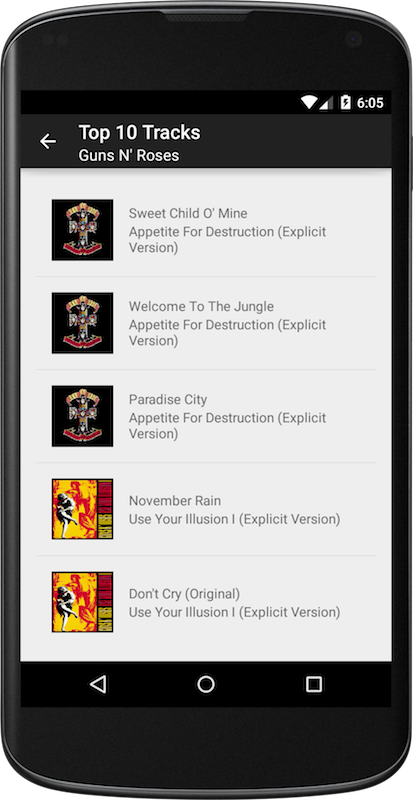 6:05
Top 10 Tracks
Guns N' Roses
Sweet Child O' Mine
Appetite For Destruction (Explicit
Version)
Welcome To The Jungle
Appetite For Destruction (Explicit
Version)
Paradise City
Appetite For Destruction (Explicit
Version)
November Rain
Use Your Illusion I (Explicit Version)
Don't Cry (Original)
Use Your Illusion I (Explicit Version)